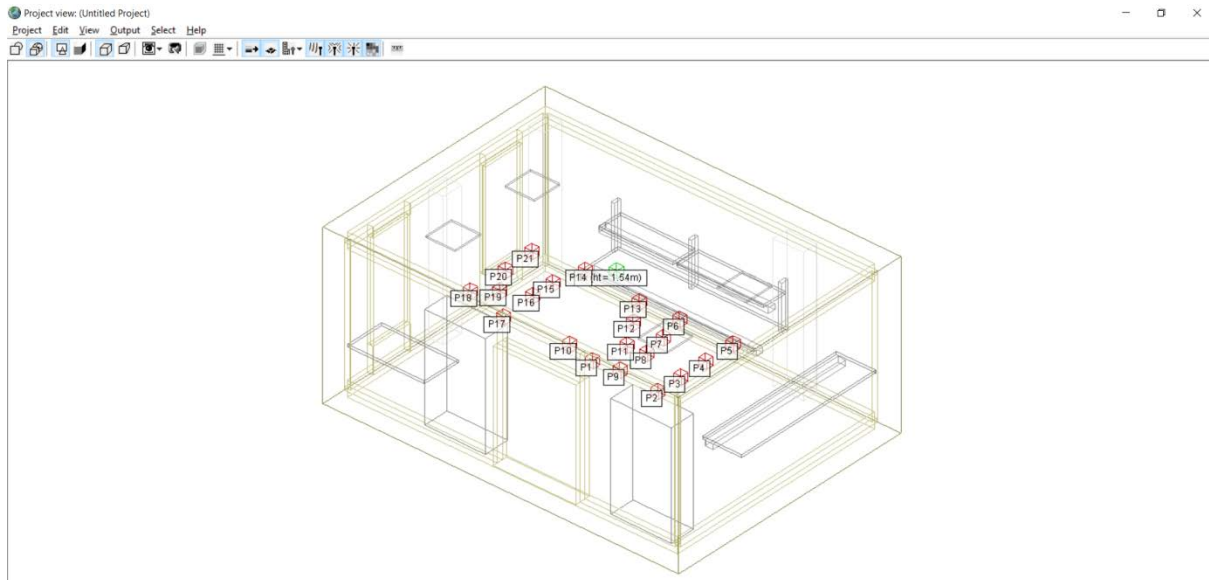 Project view: (Untitled Project)
Project Edit View Output Select Help
P21
P20
P14 (ht= 1.54m)
P15
P18 P19 P16
P17
P13
P12 P6
P10 P11 P7 P5
P8
P1 P4
P9 P3
P2